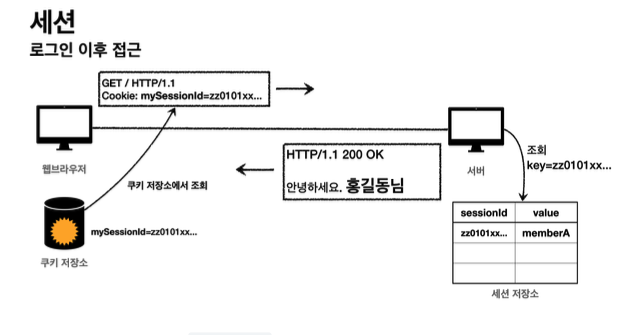 세션
로그인 이후 접근
GET / HTTP/1.1
Cookie: mySessionId=zz0101xx...
웹브라우저
쿠키 저장소에서 조회
HTTP/1.1 200 OK
안녕하세요. 홍길동님
서버
조회
key=zz0101xx...
mySessionId=zz0101xx...
쿠키 저장소
sessionId value
zz0101xx... memberA
세션 저장소